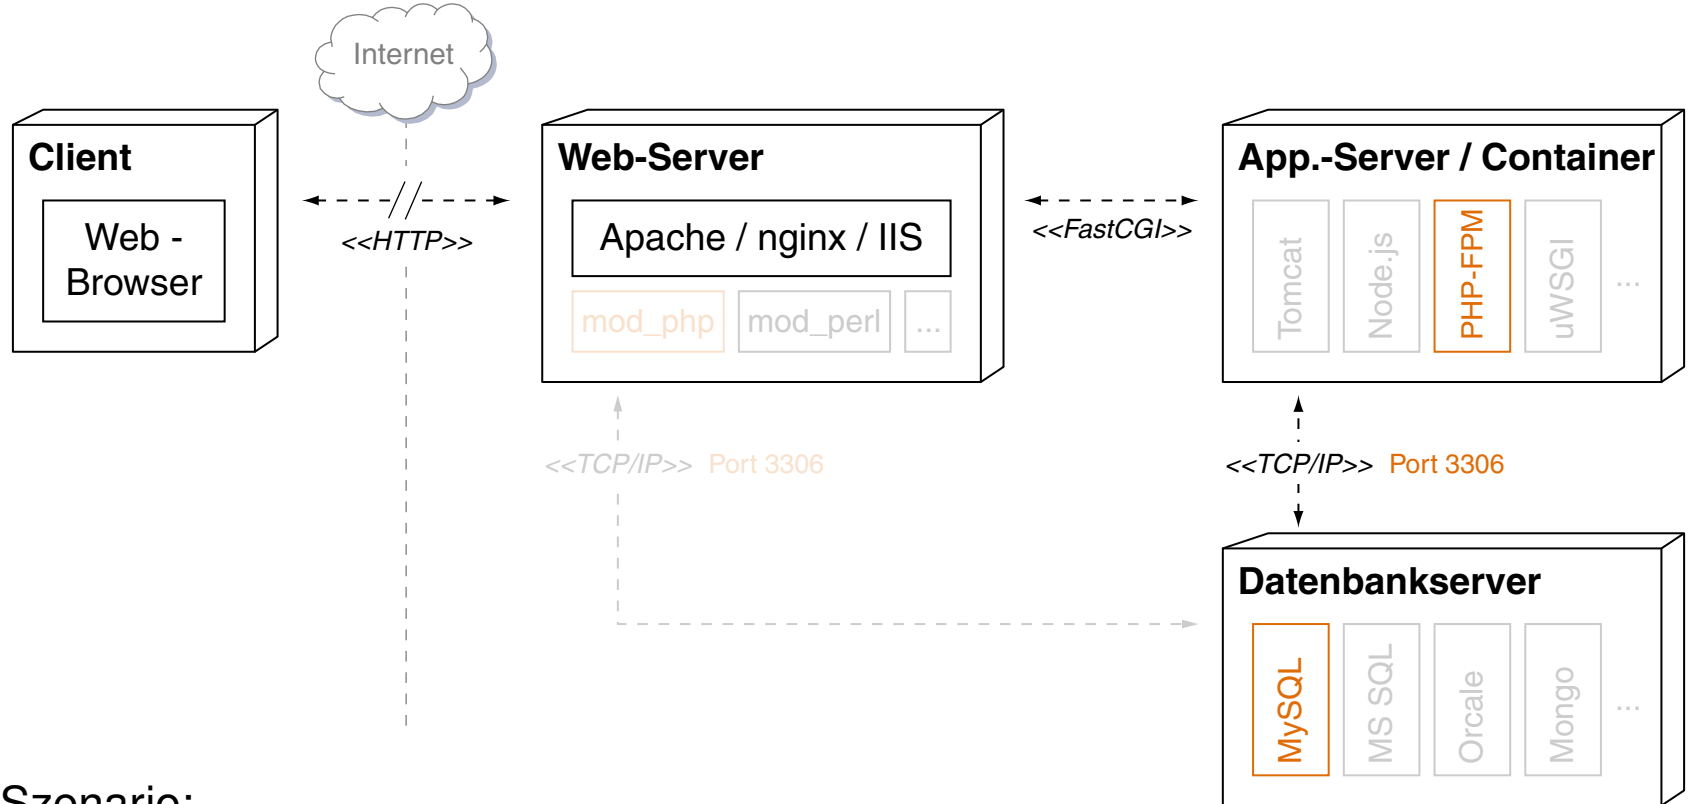 Internet
Client
Web -
Browser
<<HTTP>>
Web-Server
Apache / nginx / IIS
mod_php
mod_perl
...
<<FastCGI>>
App.-Server / Container
Tomcat
Node.js
PHP-FPM
uWSGI
...
<<TCP/IP>> Port 3306
<<TCP/IP>> Port 3306
Datenbankserver
MySQL
MS SQL
Orcale
Mongo
...
Szenario: